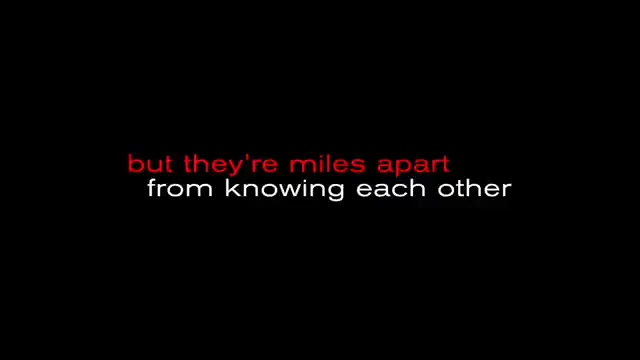 but they're miles apart
from knowing each other